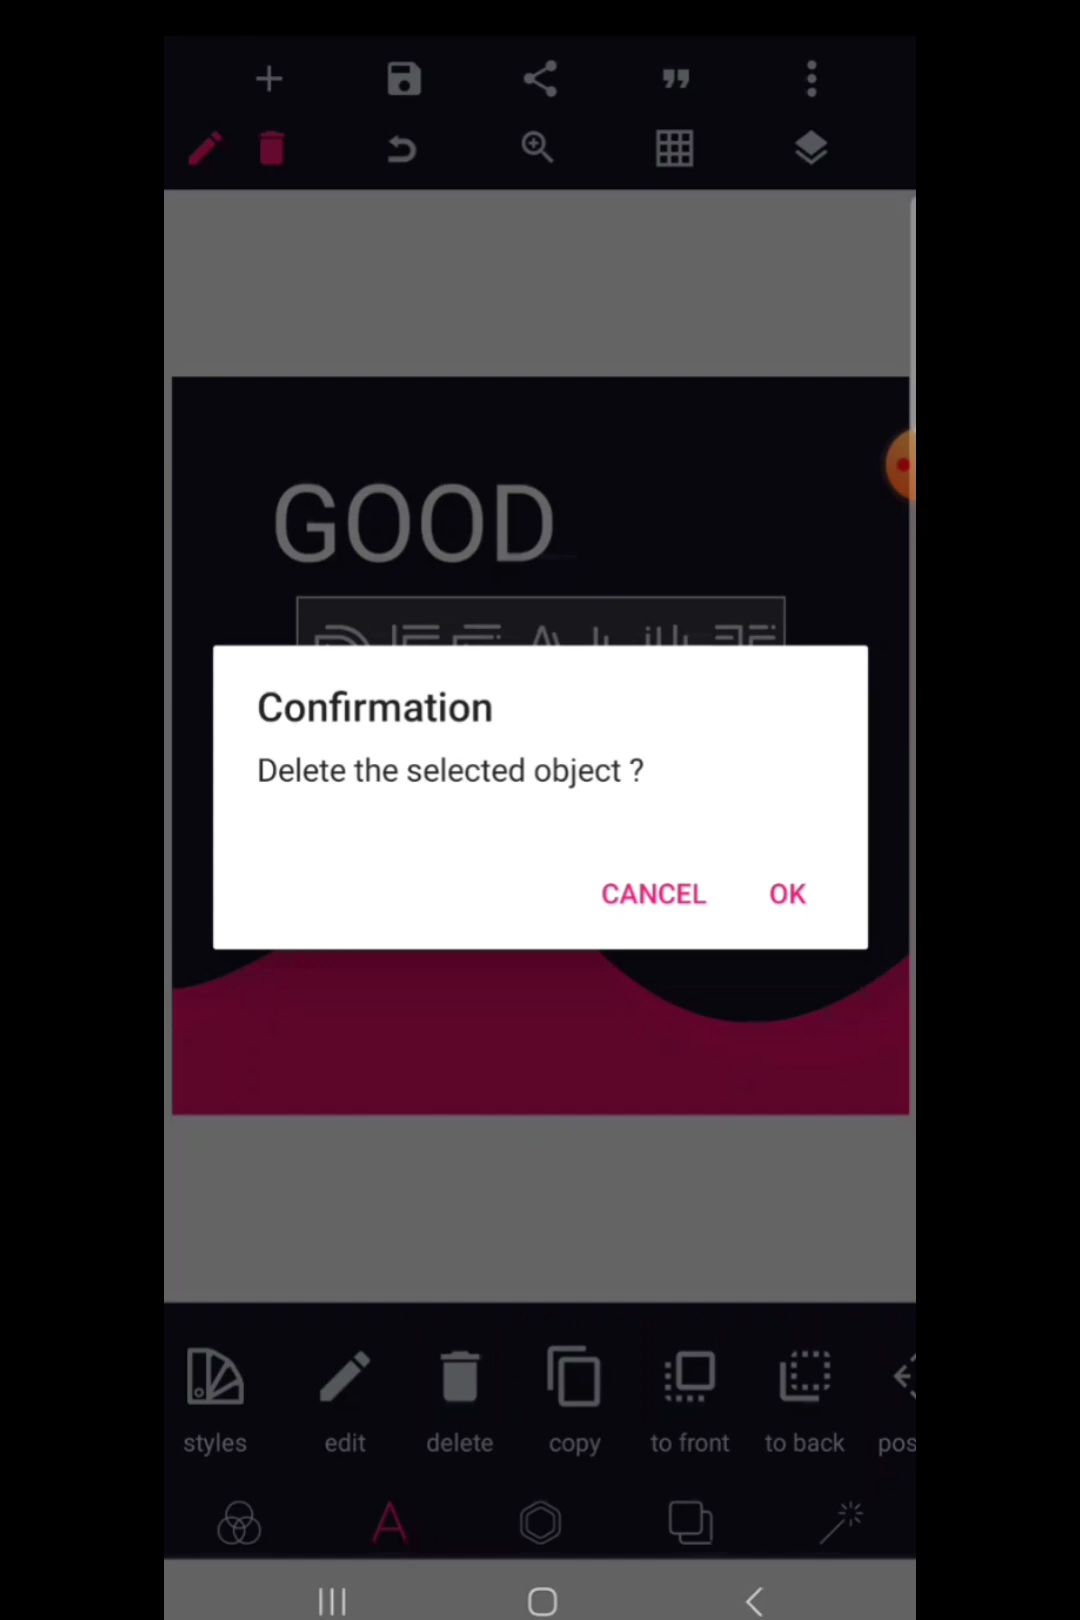 GOOD
Confirmation
Delete the selected object ?
CANCEL OK
styles edit delete copy to front to back pos